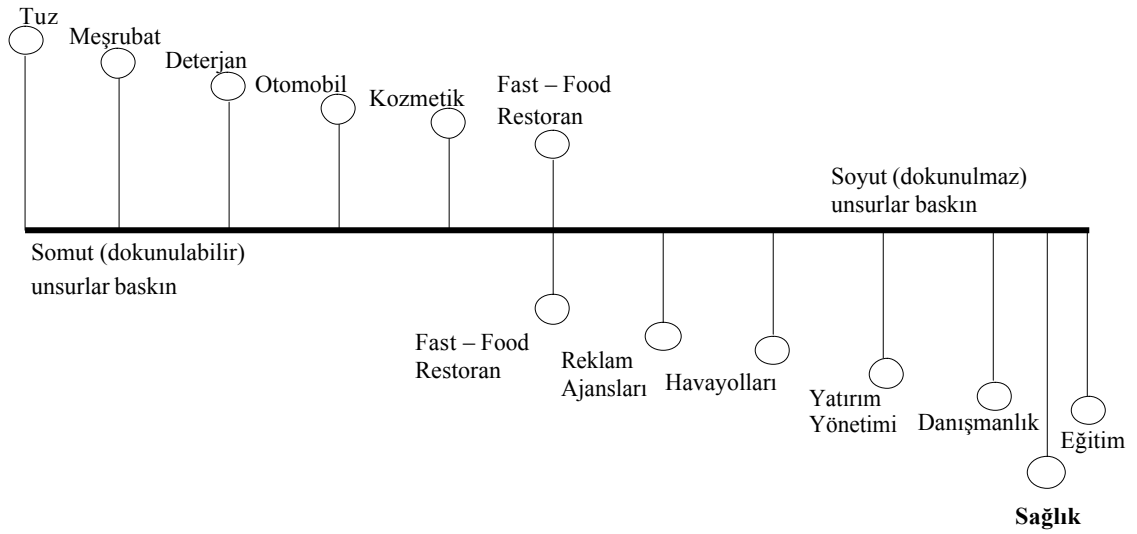 Tuz
Meşrubat
Deterjan
Otomobil
Kozmetik
Fast – Food
Restoran
Soyut (dokunulmaz)
unsurlar baskın
Somut (dokunulabilir)
unsurlar baskın
Fast – Food
Restoran
Reklam
Ajansları
Havayolları
Yatırım
Yönetimi
Danışmanlık
Eğitim
Sağlık